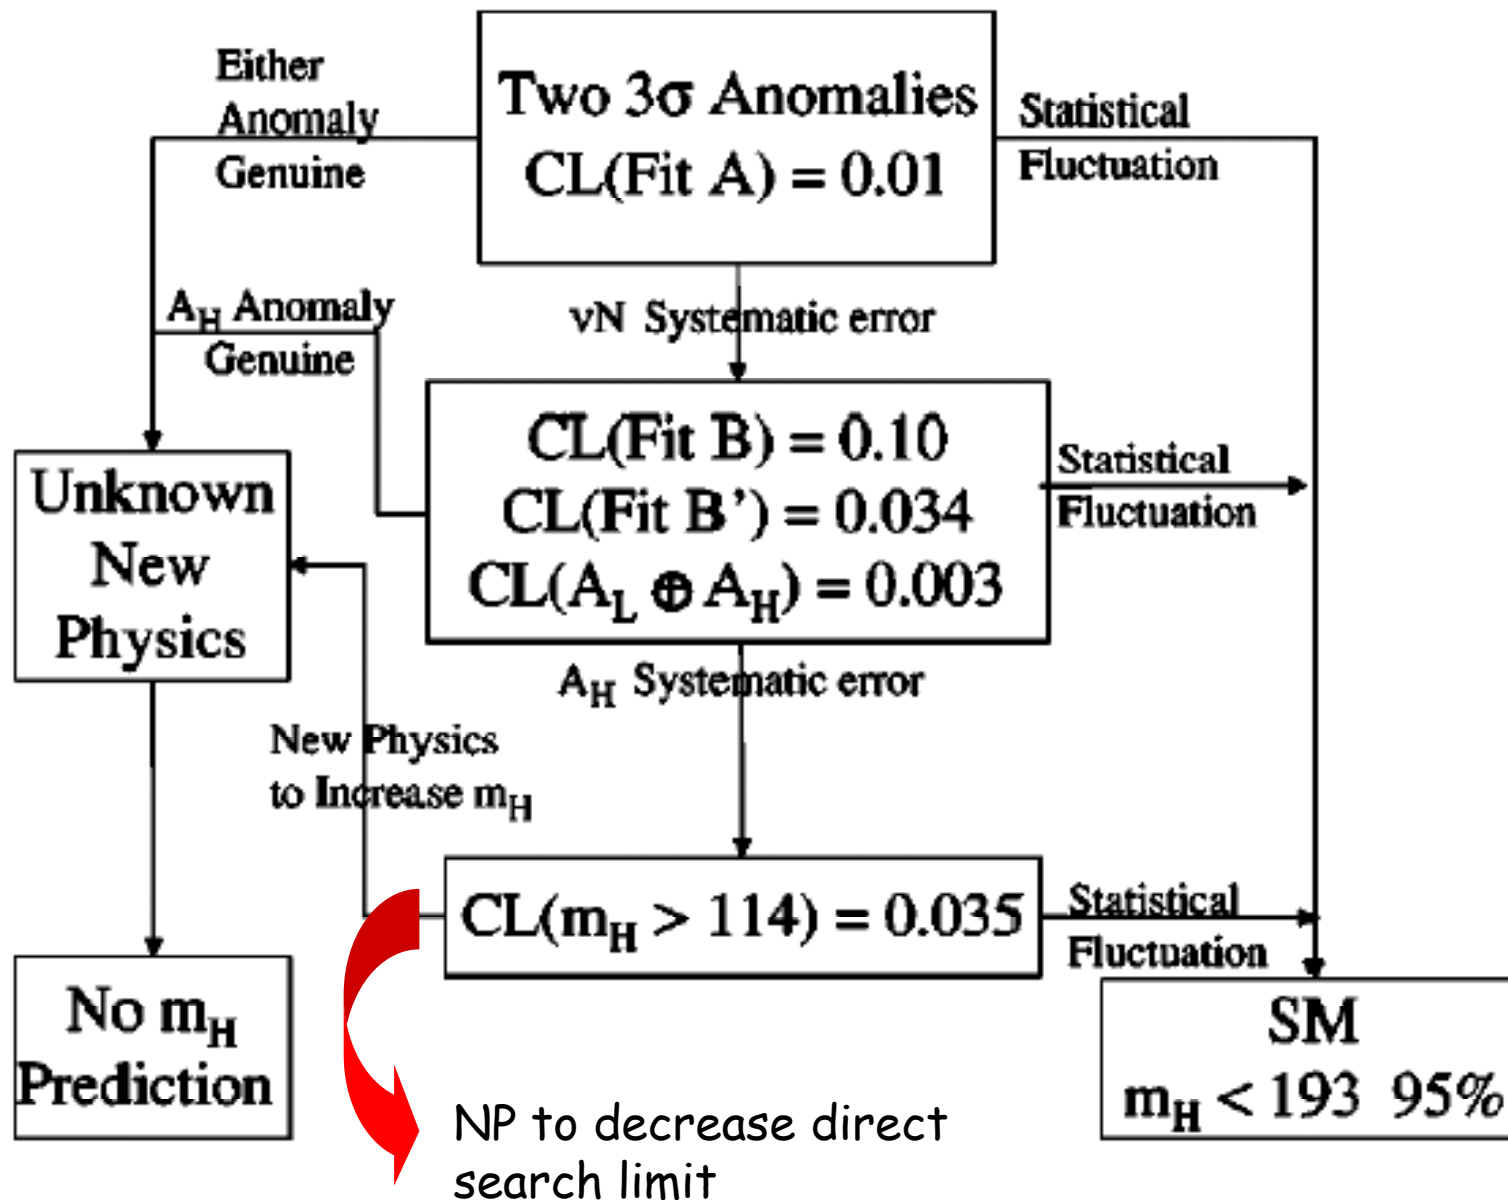 Either
Anomaly
Genuine
Two 3σ Anomalies
CL(Fit A) = 0.01
Statistical
Fluctuation
A_H Anomaly
Genuine
νN Systematic error
CL(Fit B) = 0.10
CL(Fit B’) = 0.034
CL(A_L ⊕ A_H) = 0.003
Statistical
Fluctuation
Unknown
New
Physics
A_H Systematic error
New Physics
to Increase m_H
CL(m_H > 114) = 0.035
Statistical
Fluctuation
No m_H
Prediction
SM
m_H < 193 95%
NP to decrease direct
search limit